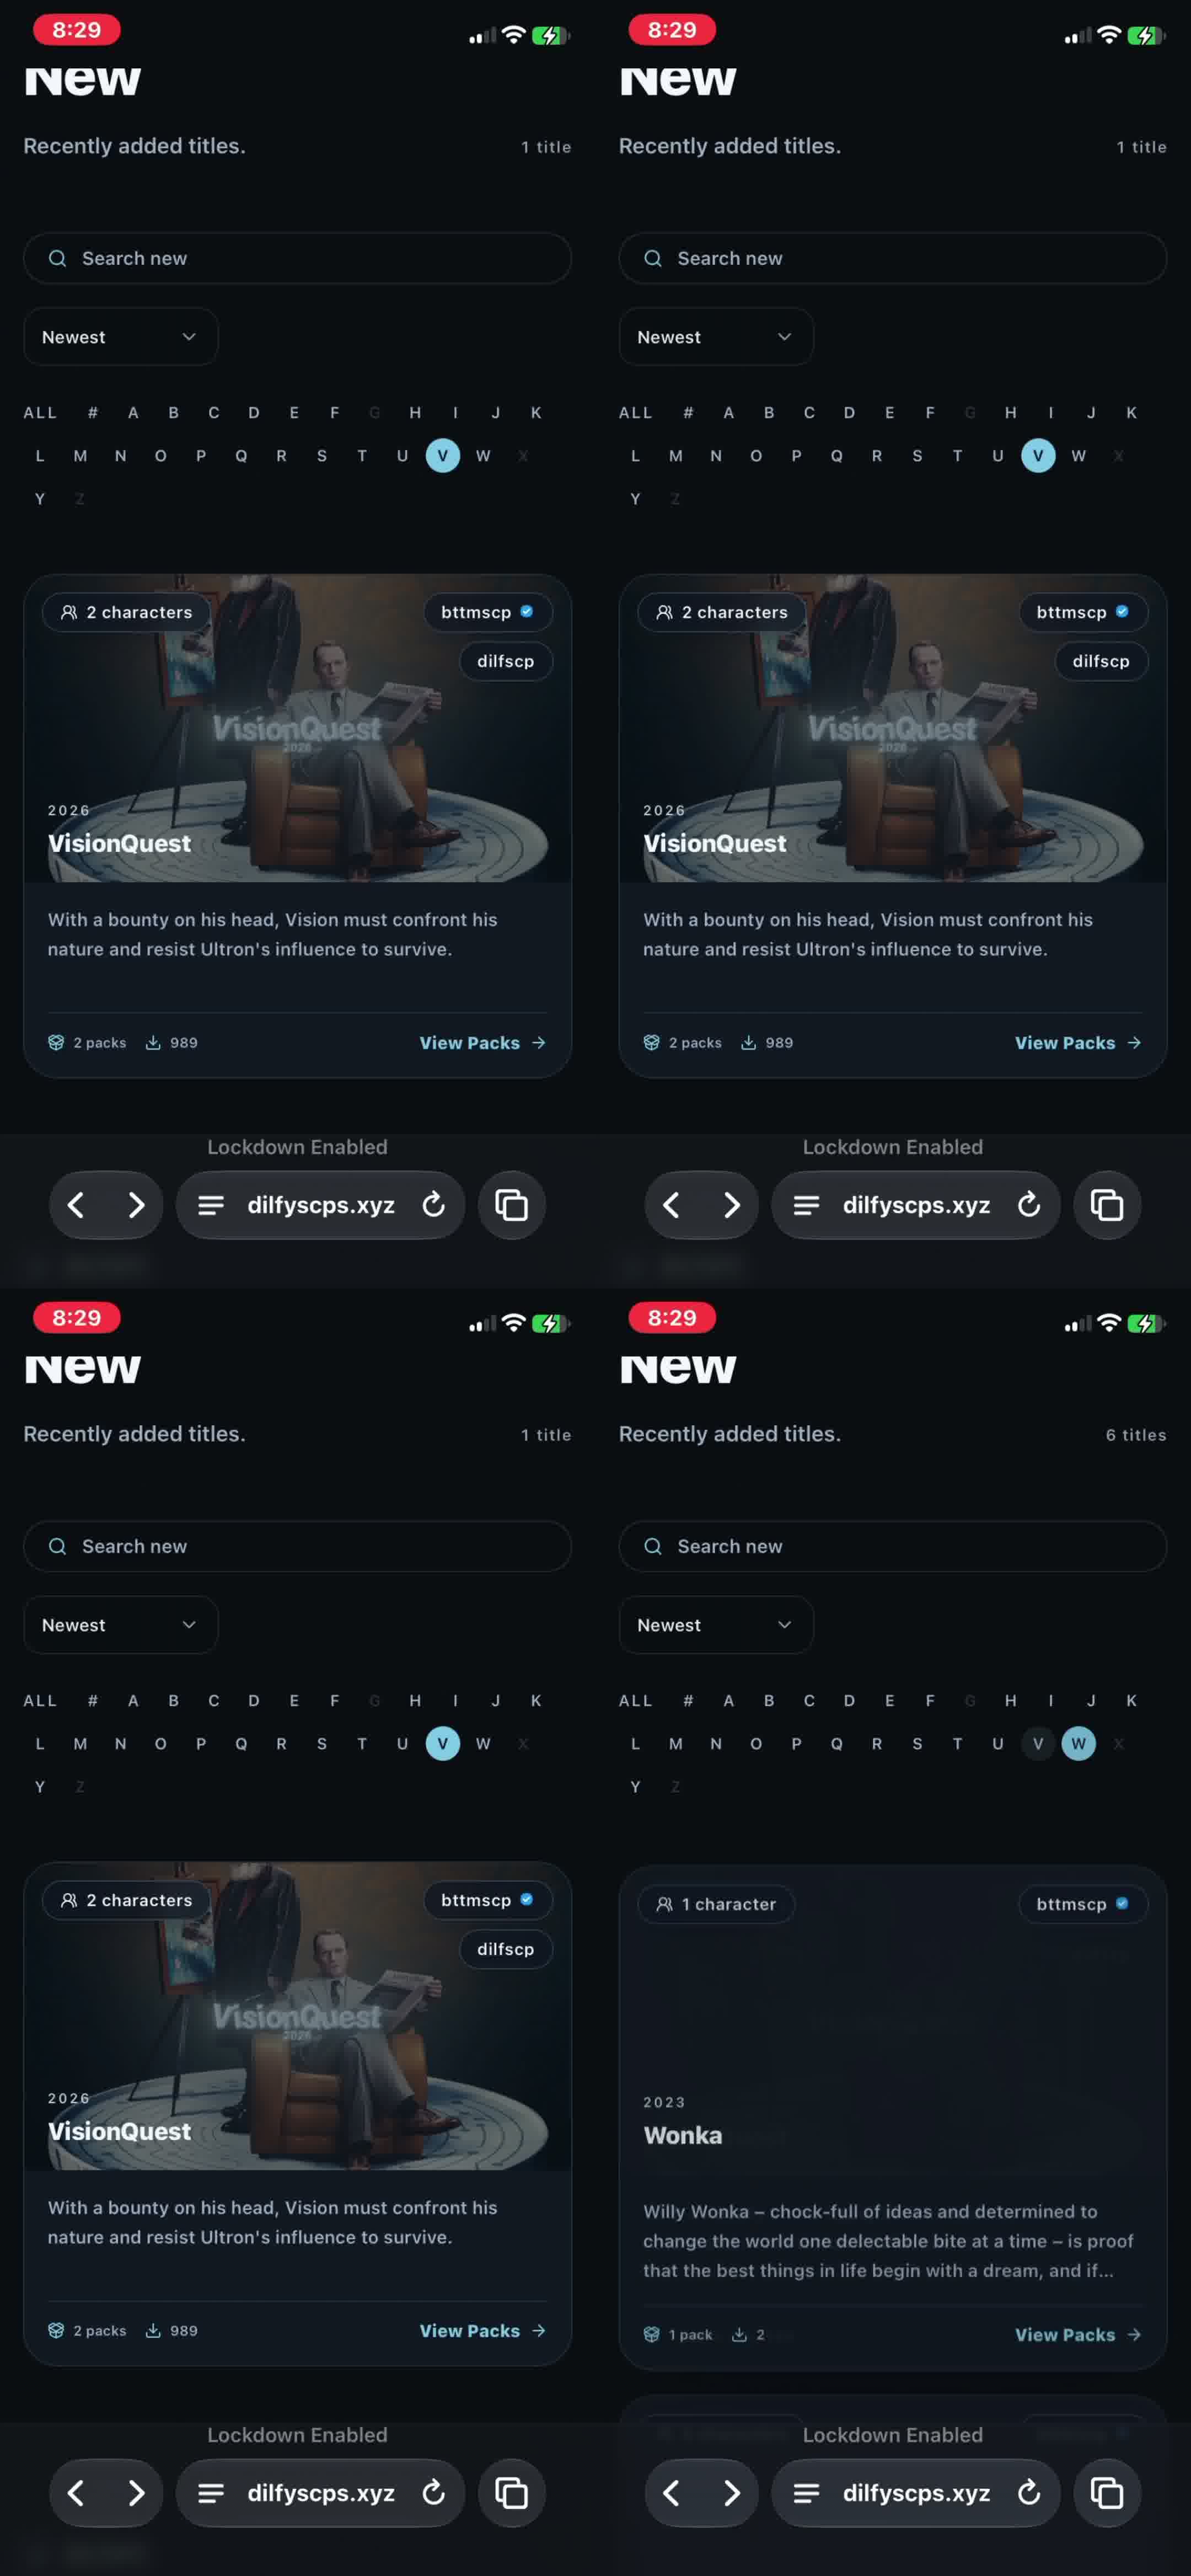 8:29
New
Recently added titles.
1 title
Search new
Newest
ALL # A B C D E F G H I J K
L M N O P Q R S T U V W X
Y Z
2 characters
bttmscp
dilfscp
VisionQuest
2026
2026
VisionQuest
With a bounty on his head, Vision must confront his
nature and resist Ultron's influence to survive.
2 packs
989
View Packs
Lockdown Enabled
dilfyscps.xyz
8:29
New
Recently added titles.
1 title
Search new
Newest
ALL # A B C D E F G H I J K
L M N O P Q R S T U V W X
Y Z
2 characters
bttmscp
dilfscp
VisionQuest
2026
2026
VisionQuest
With a bounty on his head, Vision must confront his
nature and resist Ultron's influence to survive.
2 packs
989
View Packs
Lockdown Enabled
dilfyscps.xyz
8:29
New
Recently added titles.
1 title
Search new
Newest
ALL # A B C D E F G H I J K
L M N O P Q R S T U V W X
Y Z
2 characters
bttmscp
dilfscp
VisionQuest
2026
2026
VisionQuest
With a bounty on his head, Vision must confront his
nature and resist Ultron's influence to survive.
2 packs
989
View Packs
Lockdown Enabled
dilfyscps.xyz
8:29
New
Recently added titles.
6 titles
Search new
Newest
ALL # A B C D E F G H I J K
L M N O P Q R S T U V W X
Y Z
1 character
bttmscp
2023
Wonka
Willy Wonka – chock-full of ideas and determined to
change the world one delectable bite at a time – is proof
that the best things in life begin with a dream, and if...
1 pack
2
View Packs
Lockdown Enabled
dilfyscps.xyz